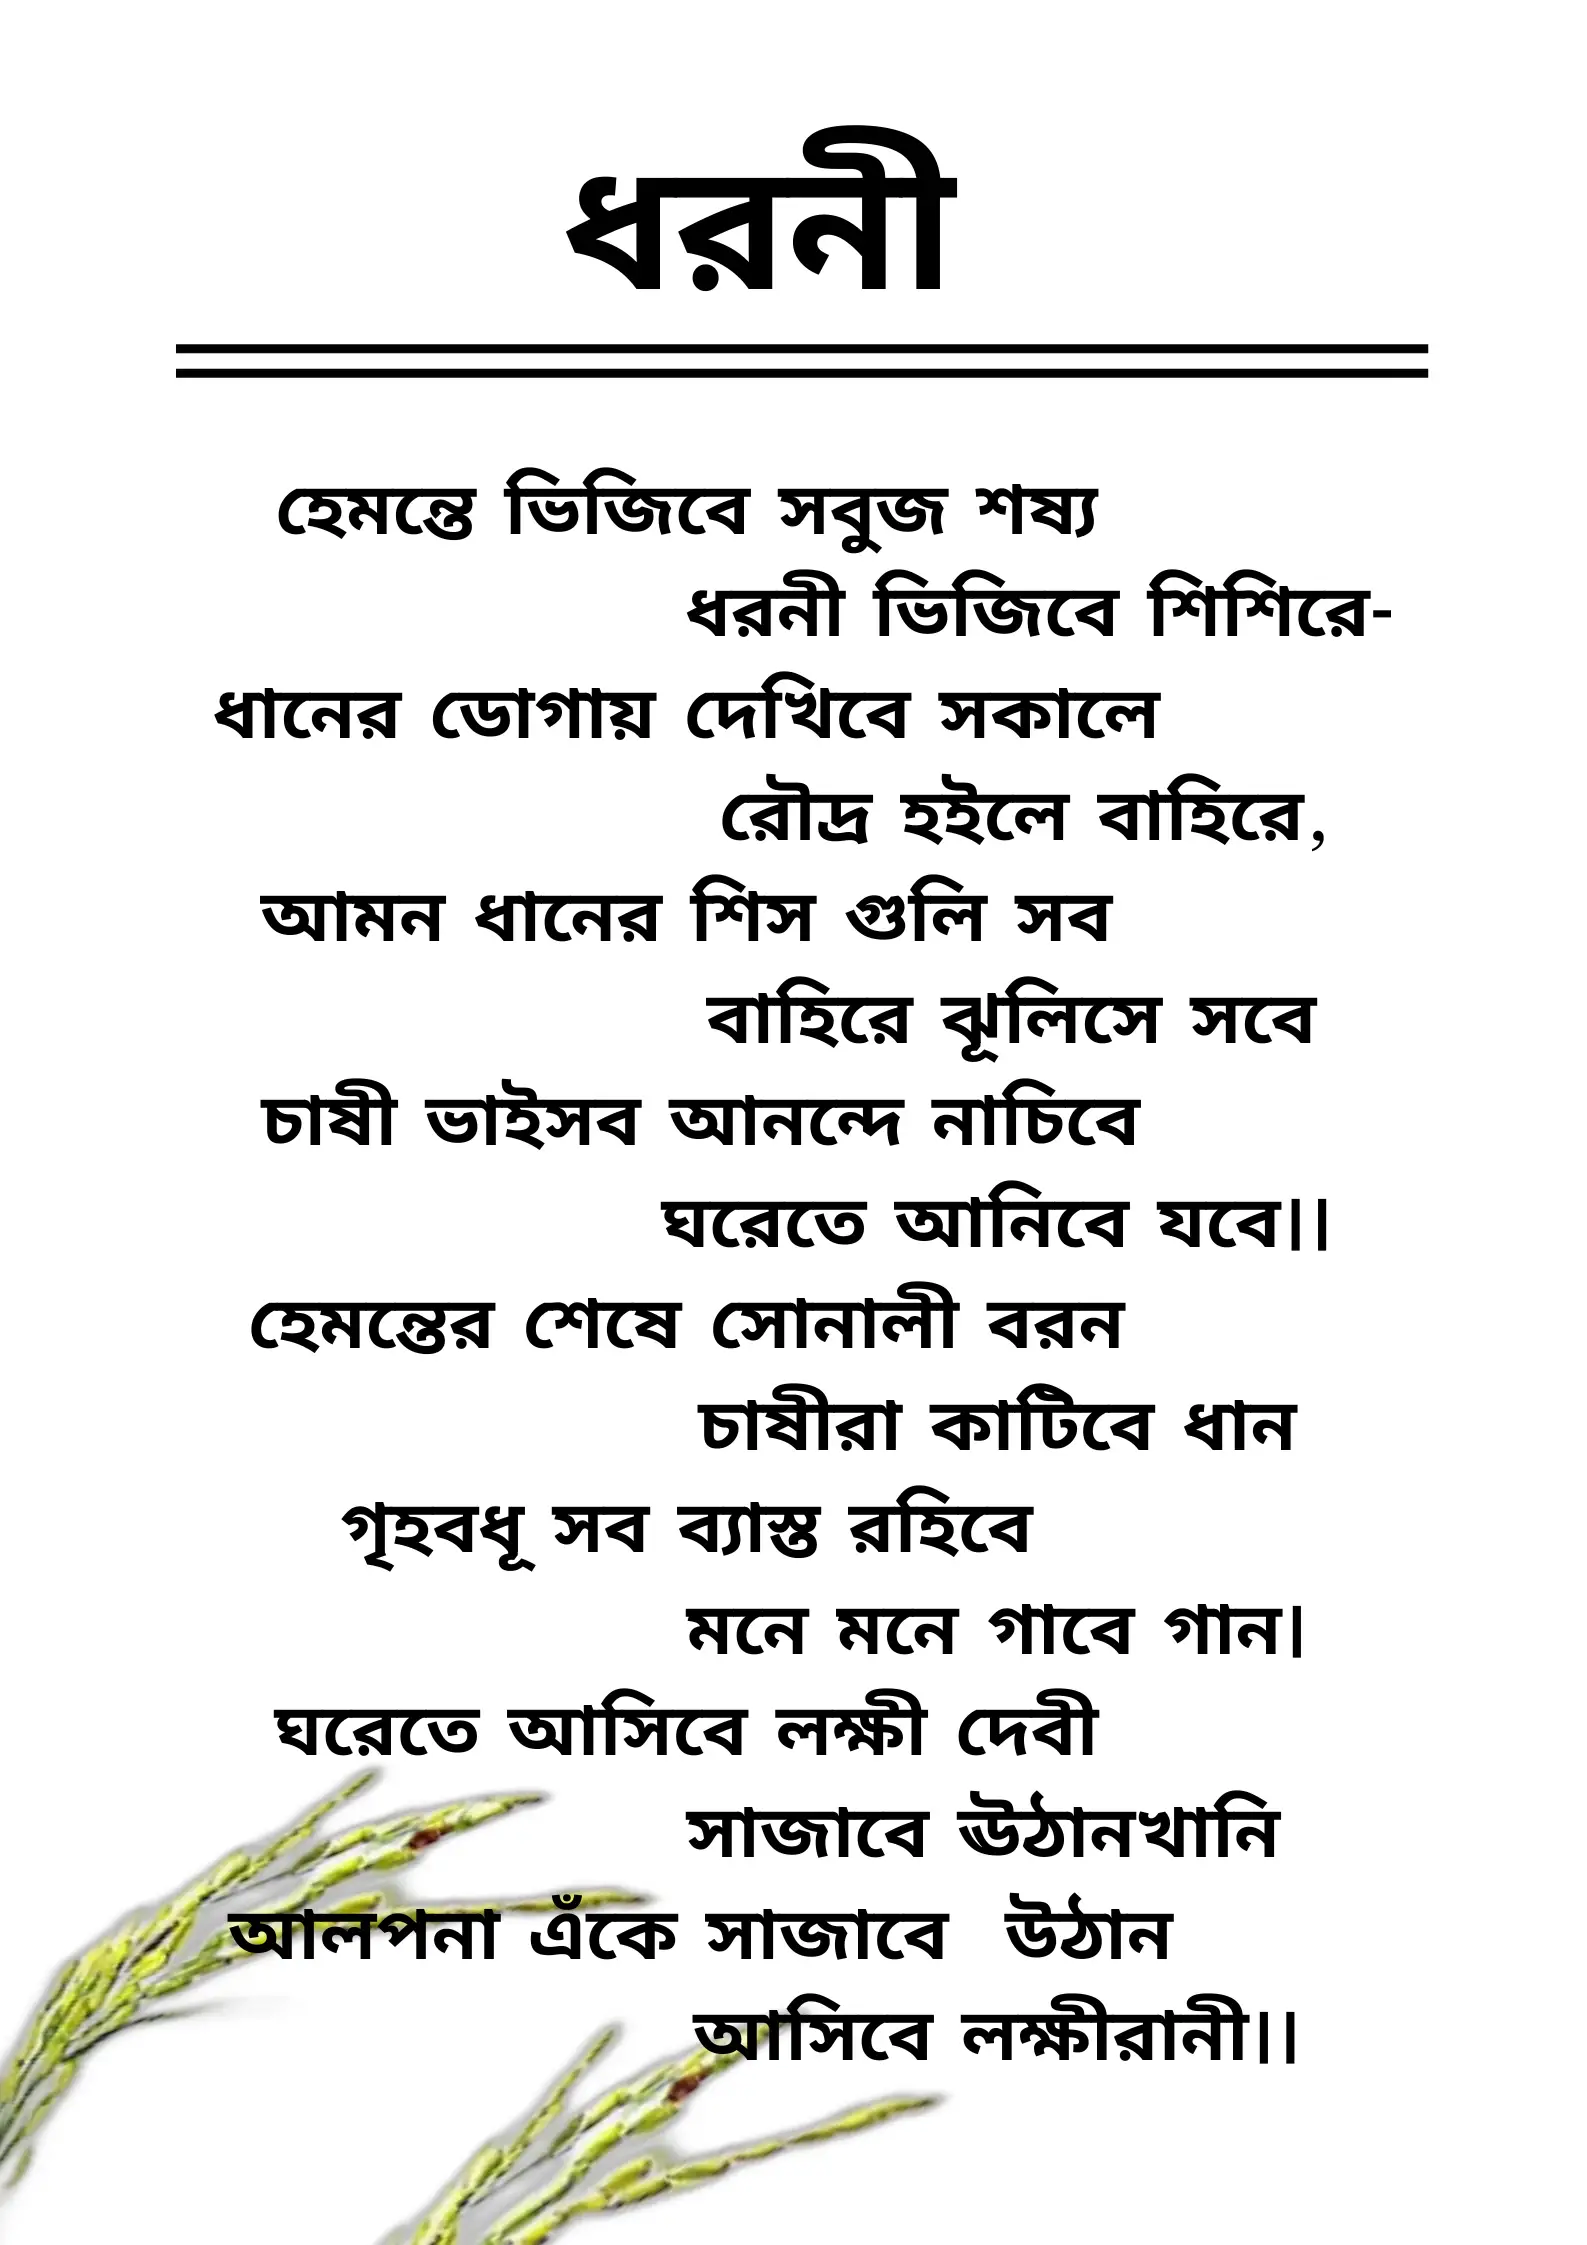 ধরনী
হেমন্তে ভিজিবে সবুজ শষ্য
ধরনী ভিজিবে শিশিরে-
ধানের ডোগায় দেখিবে সকালে
রৌদ্র হইলে বাহিরে,
আমন ধানের শিস গুলি সব
বাহিরে ঝূলিসে সবে
চাষী ভাইসব আনন্দে নাচিবে
ঘরেতে আনিবে যবে।।
হেমন্তের শেষে সোনালী বরন
চাষীরা কাটিবে ধান
গৃহবধূ সব ব্যাস্ত রহিবে
মনে মনে গাবে গান।
ঘরেতে আসিবে লক্ষী দেবী
সাজাবে ঊঠানখানি
আলপনা এঁকে সাজাবে উঠান
আসিবে লক্ষীরানী।।